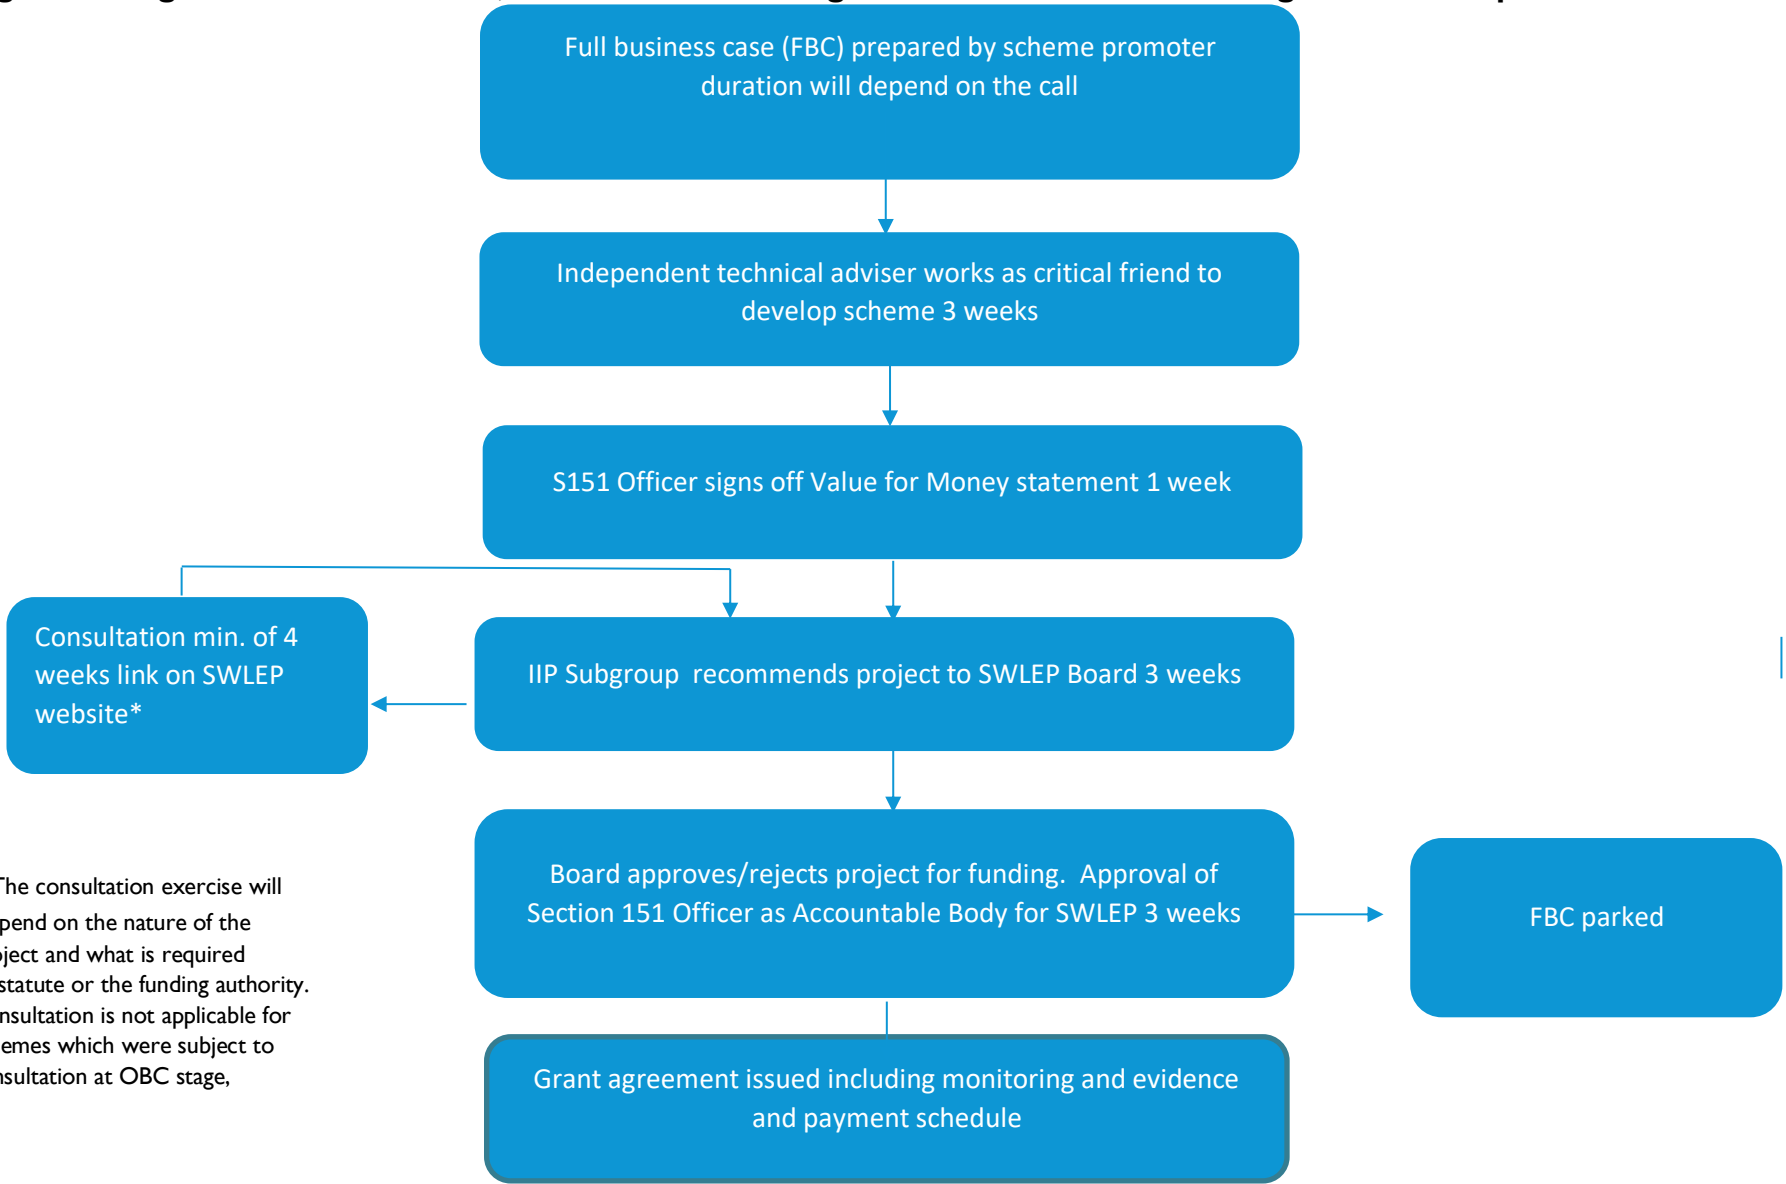 Full business case (FBC) prepared by scheme promoter
duration will depend on the call
Independent technical adviser works as critical friend to
develop scheme 3 weeks
S151 Officer signs off Value for Money statement 1 week
Consultation min. of 4
weeks link on SWLEP
website*
IIP Subgroup recommends project to SWLEP Board 3 weeks
Board approves/rejects project for funding. Approval of
Section 151 Officer as Accountable Body for SWLEP 3 weeks
FBC parked
The consultation exercise will
on the nature of the
and what is required
statute or the funding authority.
is not applicable for
which were subject to
at OBC stage,
Grant agreement issued including monitoring and evidence
and payment schedule